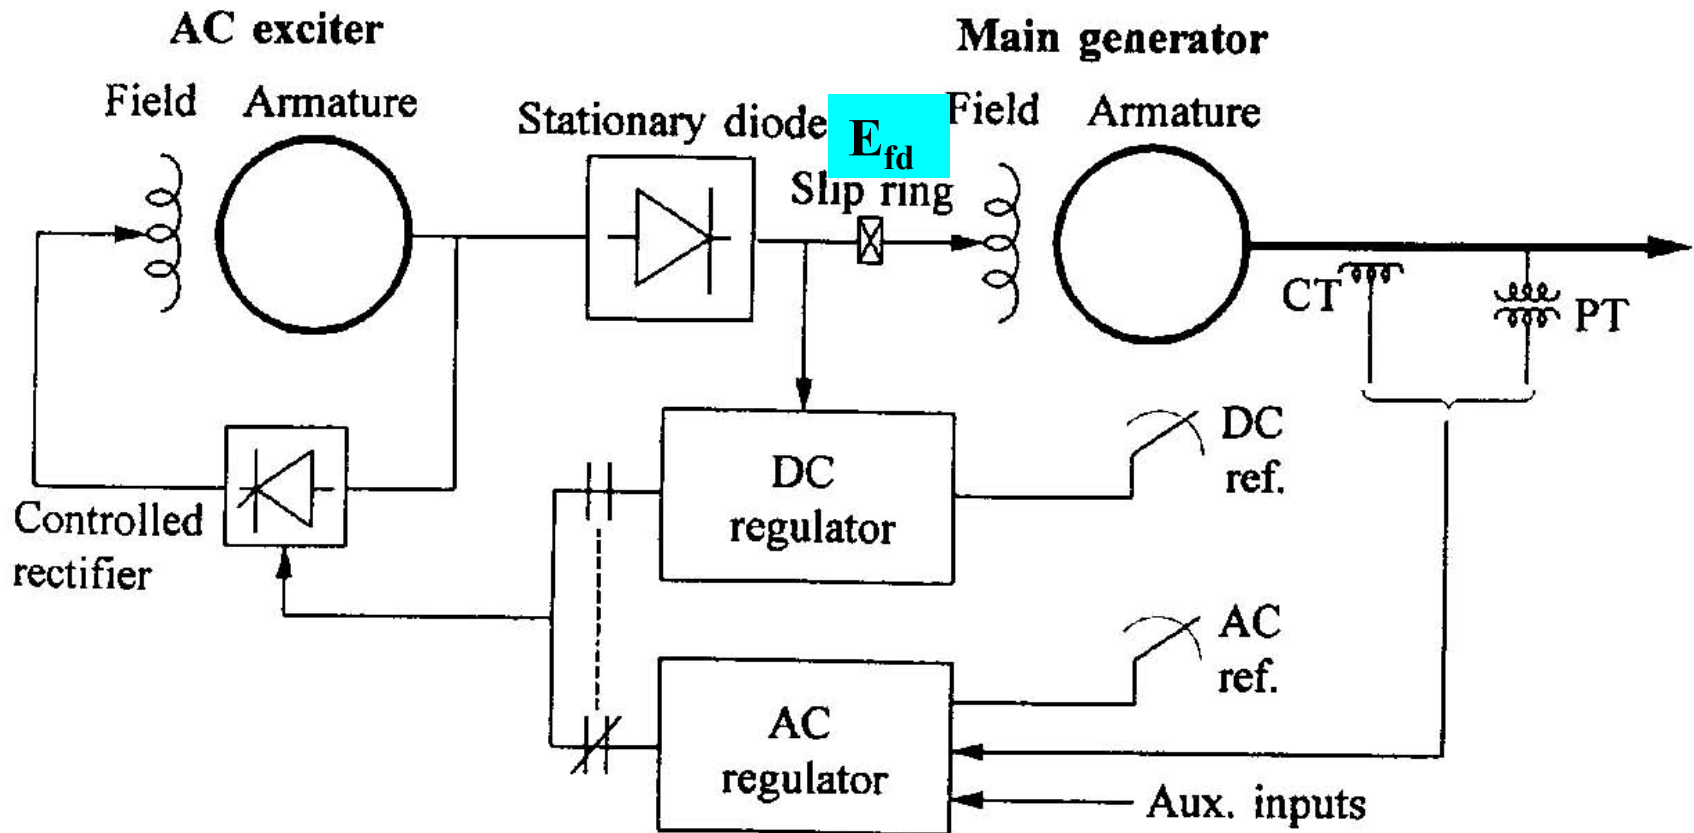 AC exciter
Main generator
Field Armature
Stationary diode
E_fd
Field Armature
Slip ring
CT
PT
DC
regulator
DC
ref.
Controlled
rectifier
AC
regulator
AC
ref.
Aux. inputs